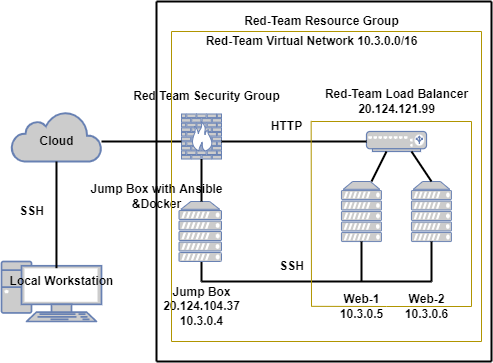 Red-Team Resource Group
Red-Team Virtual Network 10.3.0.0/16
Red Team Security Group
Red-Team Load Balancer
20.124.121.99
HTTP
Cloud
Jump Box with Ansible
&Docker
SSH
SSH
Local Workstation
Jump Box
20.124.104.37
10.3.0.4
Web-1
10.3.0.5
Web-2
10.3.0.6